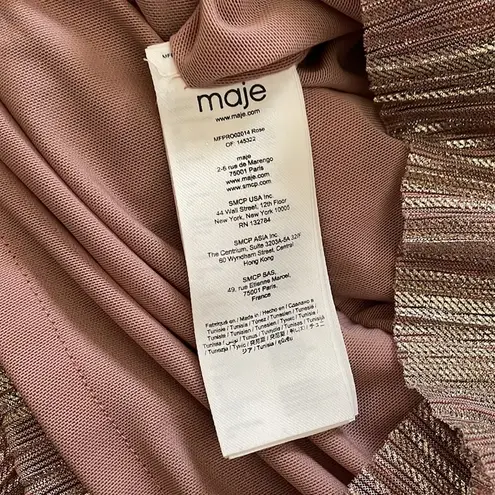 maje
www.maje.com
MFPRO02014 Rose
OF: 145322
maje
2-6 rue de Marengo
75001 Paris
www.maje.com
www.smcp.com
SMCP USA Inc.
44 Wall Street, 12th Floor
New York, New York 10005
RN 132784
SMCP ASIA Inc.
The Centrium, Suite 3203A-5A 32/F
60 Wyndham Street, Central
Hong Kong
SMCP SAS,
49, rue Etienne Marcel,
75001 Paris,
France
Fabriqué en / Made in / Hecho en / Сделано в
Tunisie / Tunisia / Túnez / Tunesien /
Tunisia / Tunisien /